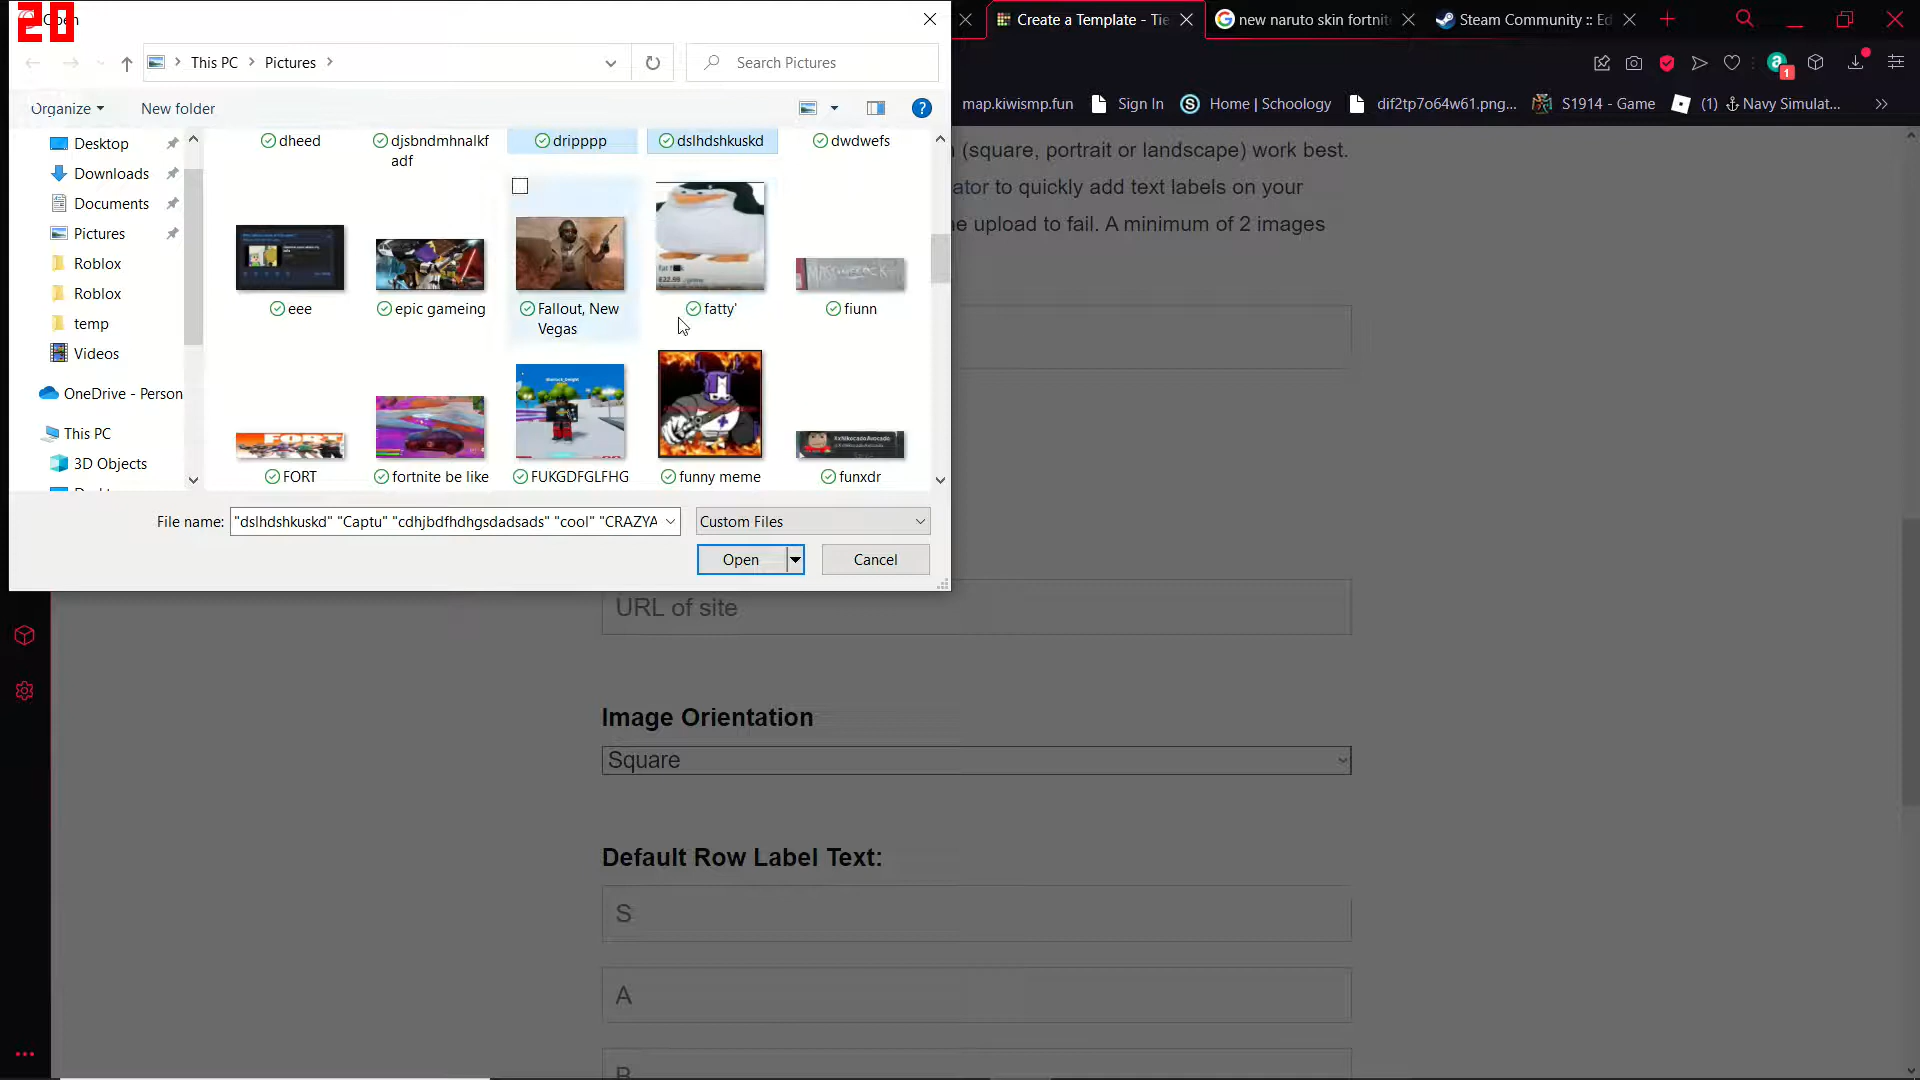 20
Open
Create a Template - Tie
new naruto skin fortnit
Steam Community :: Ed
This PC
Pictures
Search Pictures
1
Organize
New folder
map.kiwismp.fun
Sign In
Home | Schoology
dif2tp7o64w61.png...
S1914 - Game
(1) ⚓ Navy Simulat...
Desktop
Downloads
Documents
Pictures
Roblox
Roblox
temp
Videos
OneDrive - Person
This PC
3D Objects
dheed
djsbndmhnalkf
adf
dripppp
dslhdshkuskd
dwdwefs
eee
epic gameing
Fallout, New
Vegas
fatty'
fiunn
FORT
FORT
fortnite be like
FUKGDFGLFHG
funny meme
funxdr
(square, portrait or landscape) work best.
ator to quickly add text labels on your
e upload to fail. A minimum of 2 images
File name:
"dslhdshkuskd" "Captu" "cdhjbdfhdhgsdadsads" "cool" "CRAZYA
Custom Files
Open
Cancel
URL of site
Image Orientation
Square
Default Row Label Text:
S
A
B